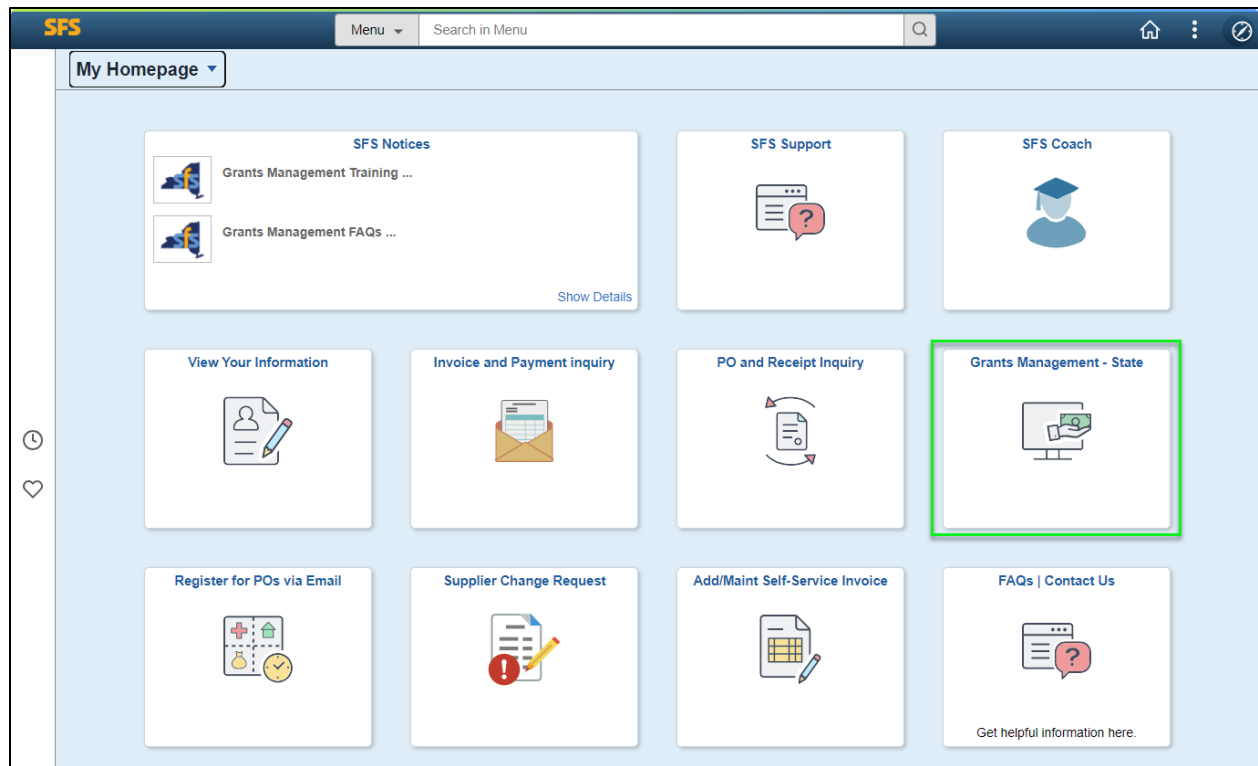 SFS
Menu
Search in Menu
My Homepage
SFS Notices
sfs
Grants Management Training ...
sfs
Grants Management FAQs ...
Show Details
SFS Support
?
SFS Coach
View Your Information
Invoice and Payment inquiry
PO and Receipt Inquiry
Grants Management - State
Register for POs via Email
Supplier Change Request
!
Add/Maint Self-Service Invoice
FAQs | Contact Us
?
Get helpful information here.